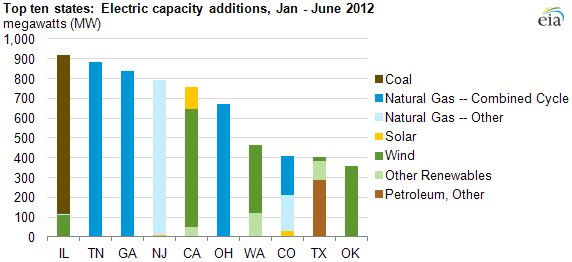 Top ten states: Electric capacity additions, Jan - June 2012
megawatts (MW)
eia
1,000
900
800
700
600
500
400
300
200
100
0
IL TN GA NJ CA OH WA CO TX OK
Coal
Natural Gas -- Combined Cycle
Natural Gas -- Other
Solar
Wind
Other Renewables
Petroleum, Other